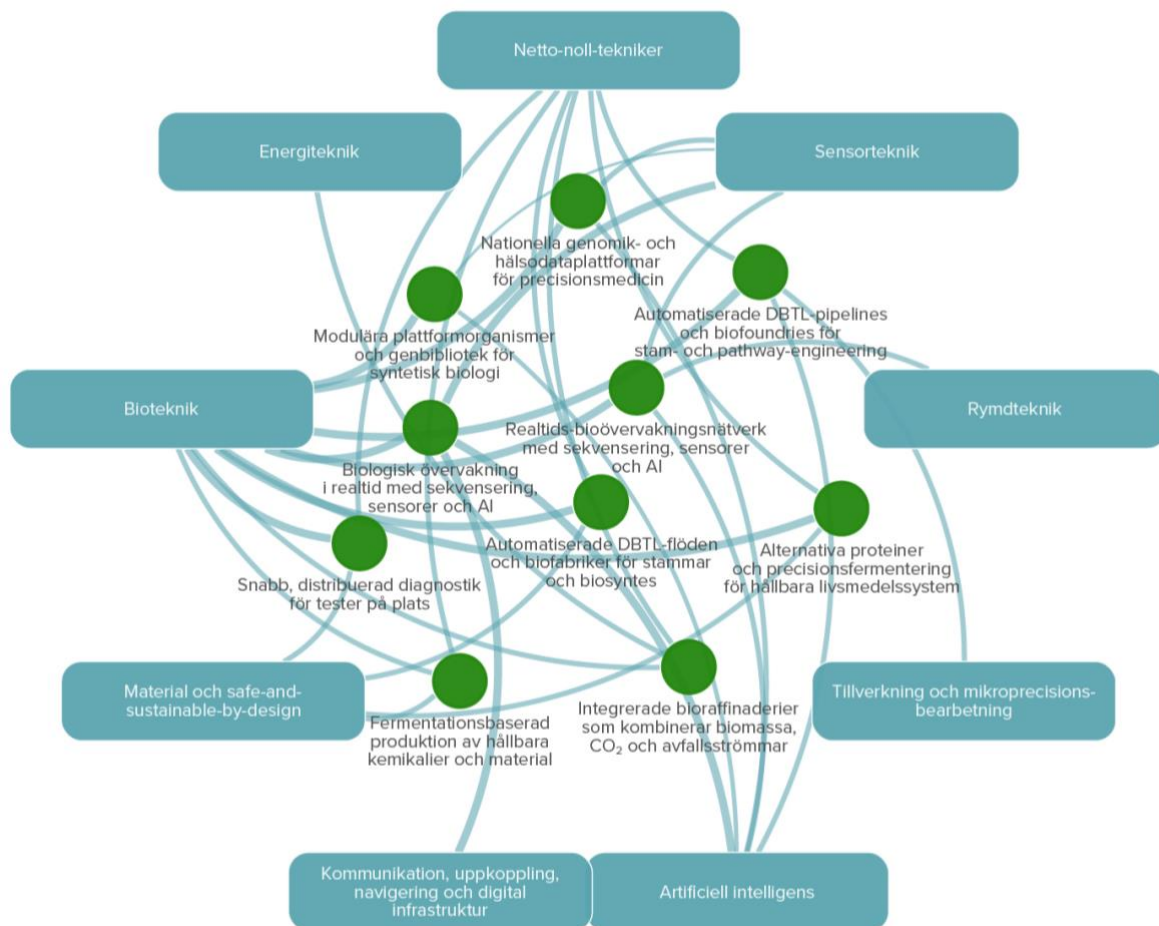 Netto-noll-tekniker
Energiteknik
Sensorteknik
Nationella genomik- och
hälsodataplattformar
för precisionsmedicin
Modulära plattformorganismer
och genbibliotek för
syntetisk biologi
Automatiserade DBTL-pipelines
och biofoundries för
stam- och pathway-engineering
Bioteknik
Rymdteknik
Realtids-bioövervakningsnätverk
med sekvensering, sensorer
och AI
Biologisk övervakning
i realtid med sekvensering,
sensorer och AI
Automatiserade DBTL-flöden
och biofabriker för stammar
och biosyntes
Alternativa proteiner
och precisionsfermentering
för hållbara livsmedelssystem
Snabb, distribuerad diagnostik
för tester på plats
Material och safe-and-
sustainable-by-design
Fermentationsbaserad
produktion av hållbara
kemikalier och material
Integrerade bioraffinaderier
som kombinerar biomassa,
CO₂ och avfallsströmmar
Tillverkning och mikroprecisions-
bearbetning
Kommunikation, uppkoppling,
navigering och digital
infrastruktur
Artificiell intelligens